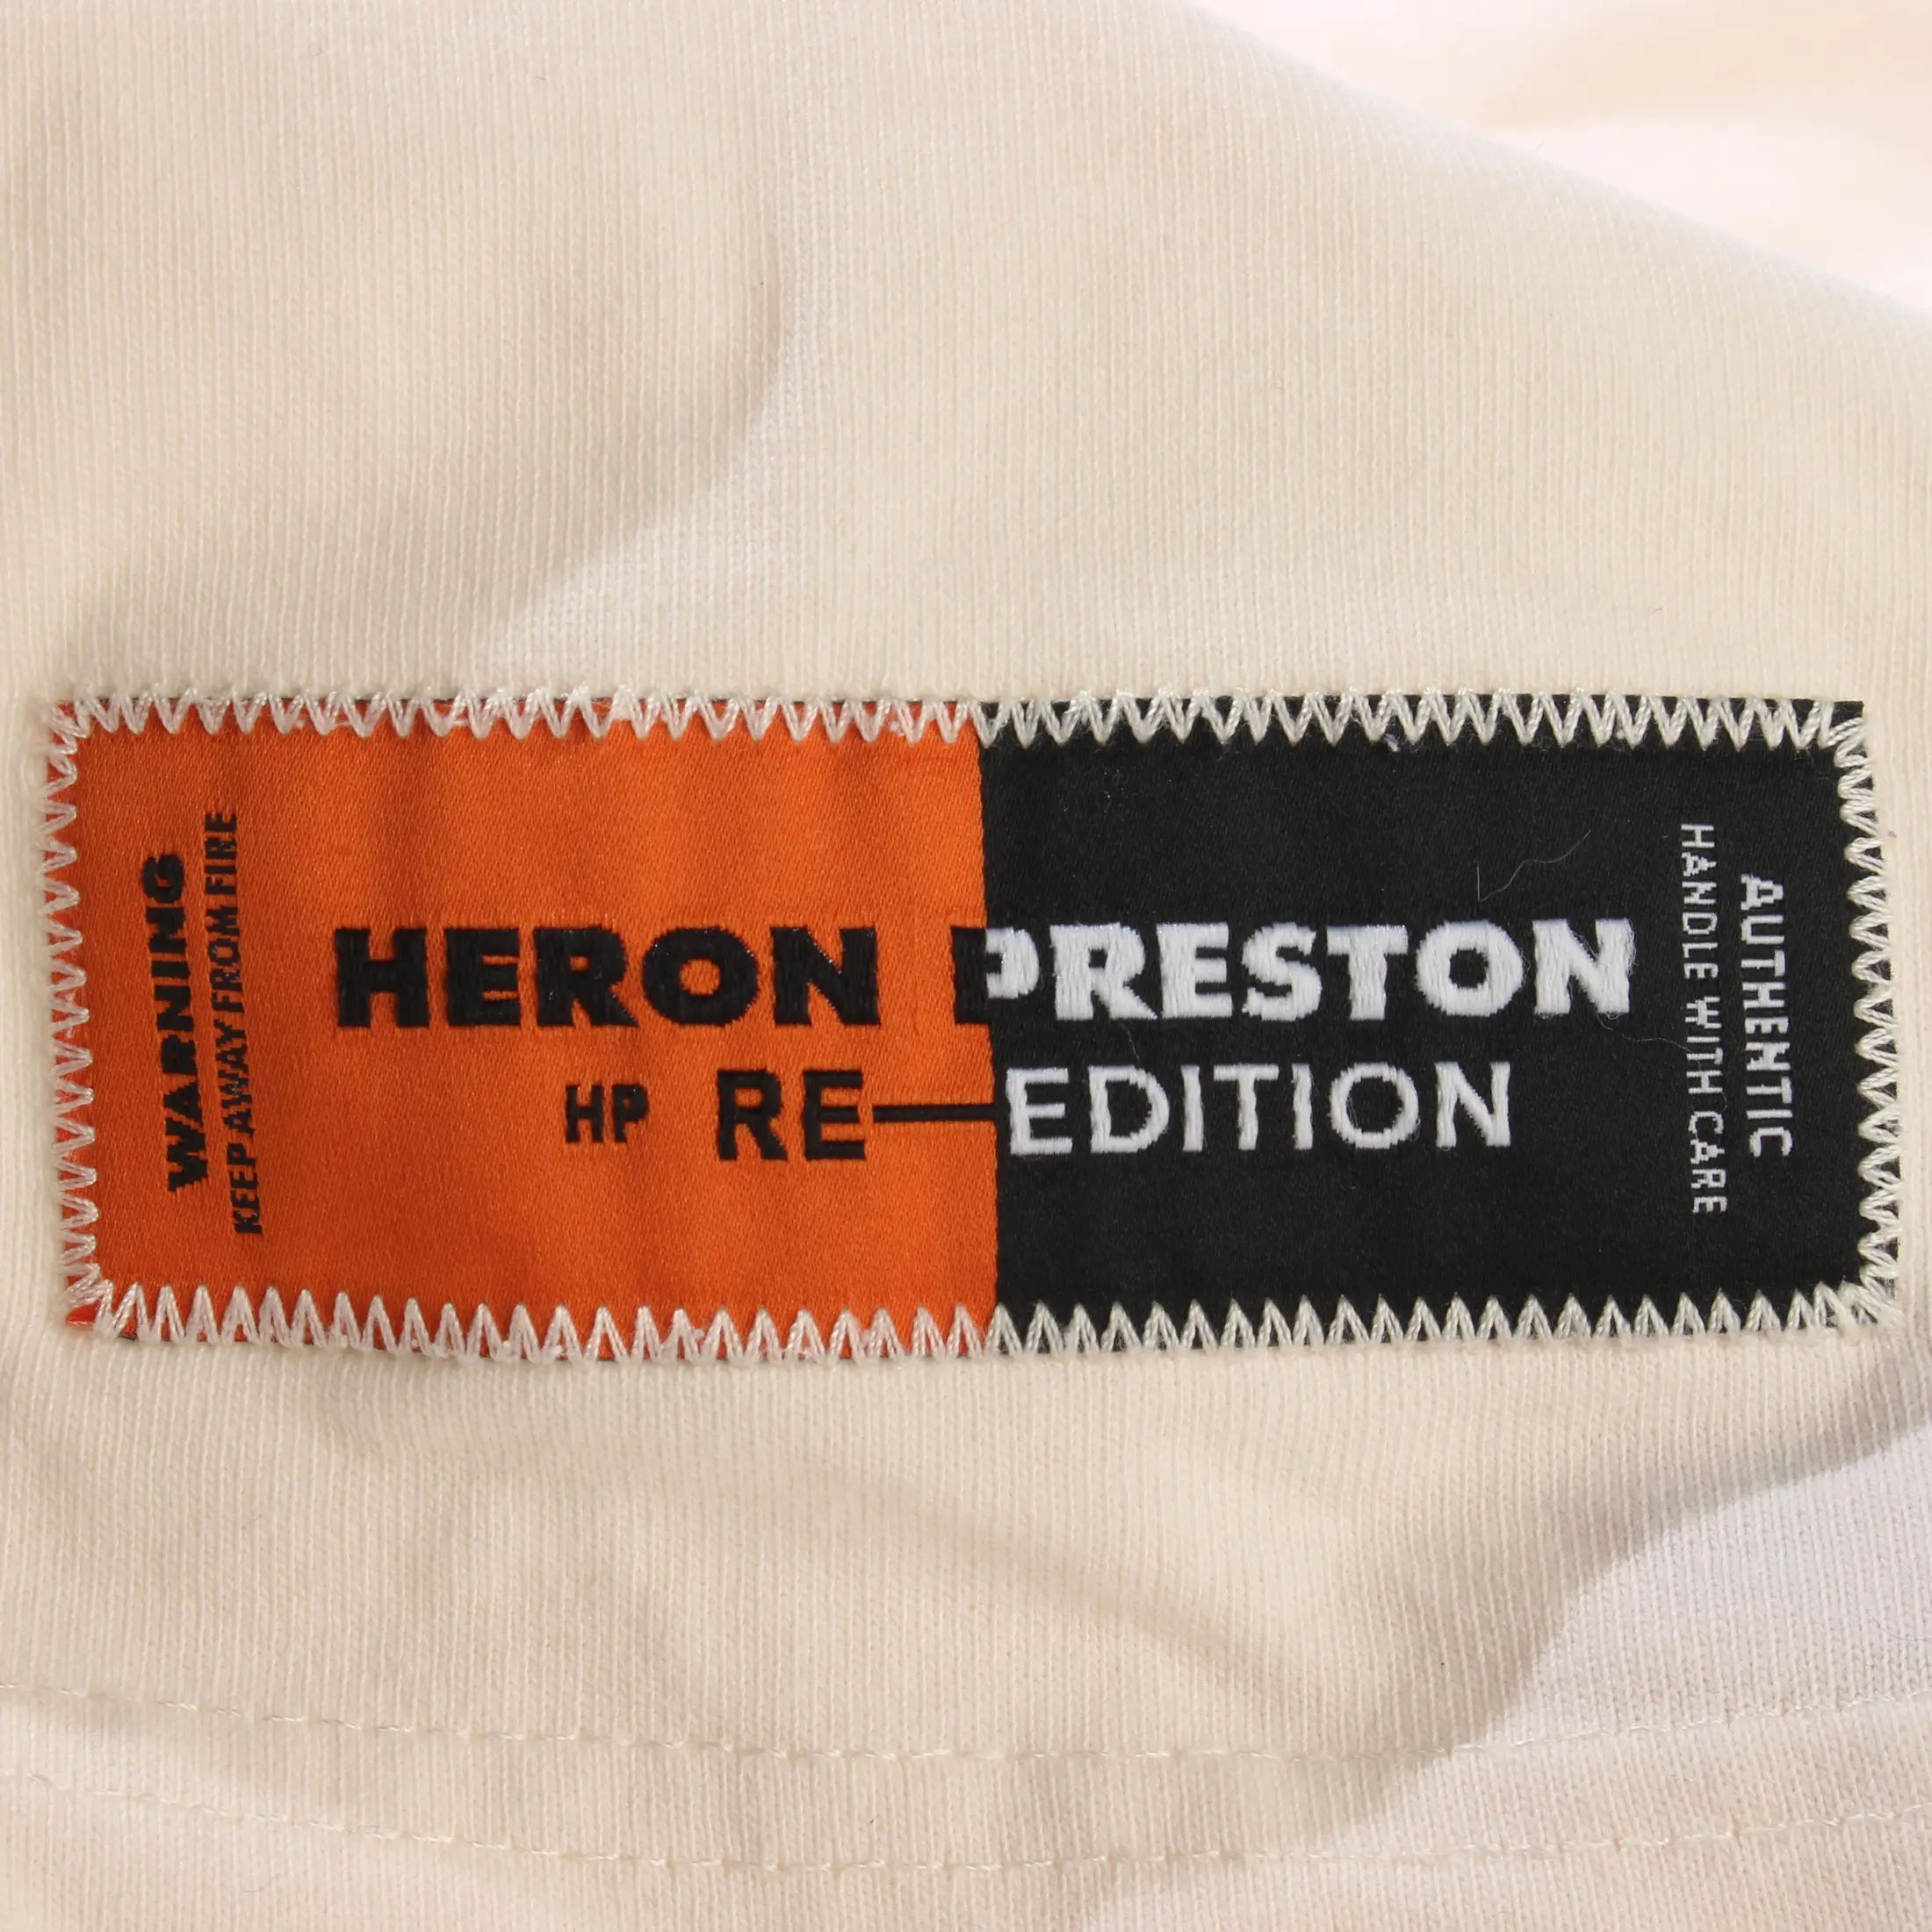 WARNING
KEEP AWAY FROM FIRE
HERON PRESTON
HP RE—EDITION
AUTHENTIC
HANDLE WITH CARE